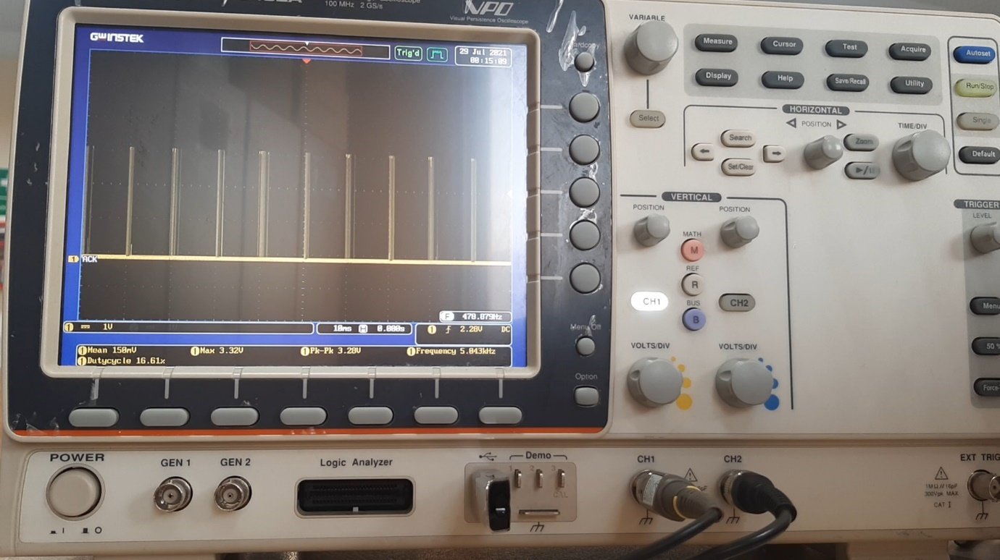 100 MHz 2 GS/s
VPO
Visual Persistence Oscilloscope
GWINSTEK
Trig'd
29 Jul 2021
08:15:09
1
ACK
F 478.079Hz
1 1V
10ms H 0.000s
1 2.28V DC
1 Mean 150mV
1 Max 3.32V
1 Pk-Pk 3.28V
1 Frequency 5.043kHz
1 Dutycycle 16.61%
Menu Off
Option
VARIABLE
Select
Measure
Cursor
Test
Acquire
Display
Help
Save/Recall
Utility
Autoset
Run/Stop
Single
Default
HORIZONTAL
POSITION
TIME/DIV
Search
Set/Clear
Zoom
VERTICAL
POSITION
POSITION
MATH
M
REF
R
BUS
B
CH1
CH2
VOLTS/DIV
VOLTS/DIV
TRIGGER
LEVEL
Menu
50 %
Force-
POWER
I O
GEN 1
GEN 2
Logic Analyzer
Demo
1 2 3
CAL
CH1
CH2
EXT TRIG
1MΩ//16pF
300Vpk MAX.
CAT I